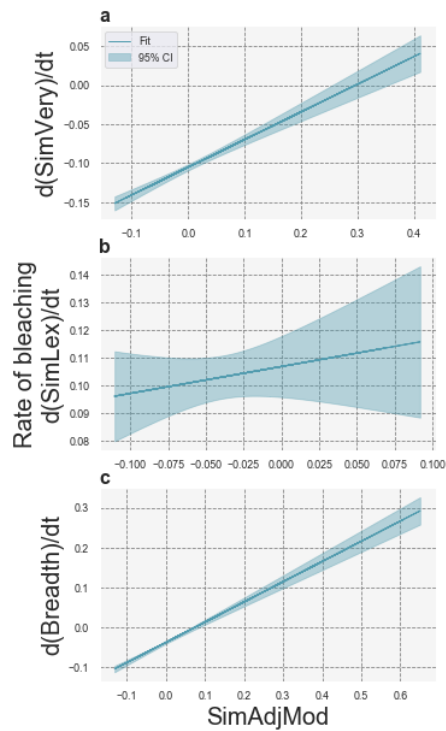 a
Fit
95% CI
d(SimVery)/dt
0.05
0.00
−0.05
−0.10
−0.15
−0.1 0.0 0.1 0.2 0.3 0.4
b
Rate of bleaching
d(SimLex)/dt
0.14
0.13
0.12
0.11
0.10
0.09
0.08
−0.100 −0.075 −0.050 −0.025 0.000 0.025 0.050 0.075 0.100
c
d(Breadth)/dt
0.3
0.2
0.1
0.0
−0.1
−0.1 0.0 0.1 0.2 0.3 0.4 0.5 0.6
SimAdjMod